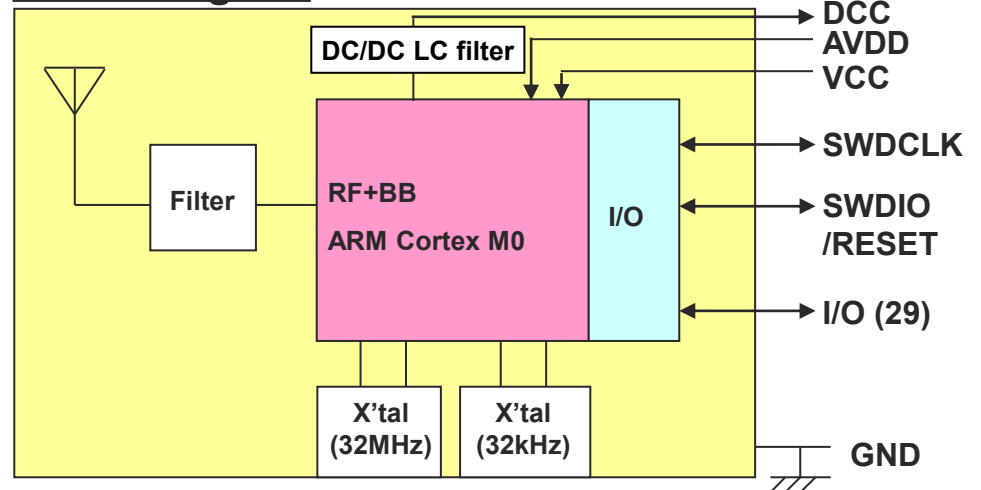 DCC
DC/DC LC filter
AVDD
VCC
SWDCLK
Filter
RF+BB
ARM Cortex M0
I/O
SWDIO
/RESET
I/O (29)
X’tal
(32MHz)
X’tal
(32kHz)
GND